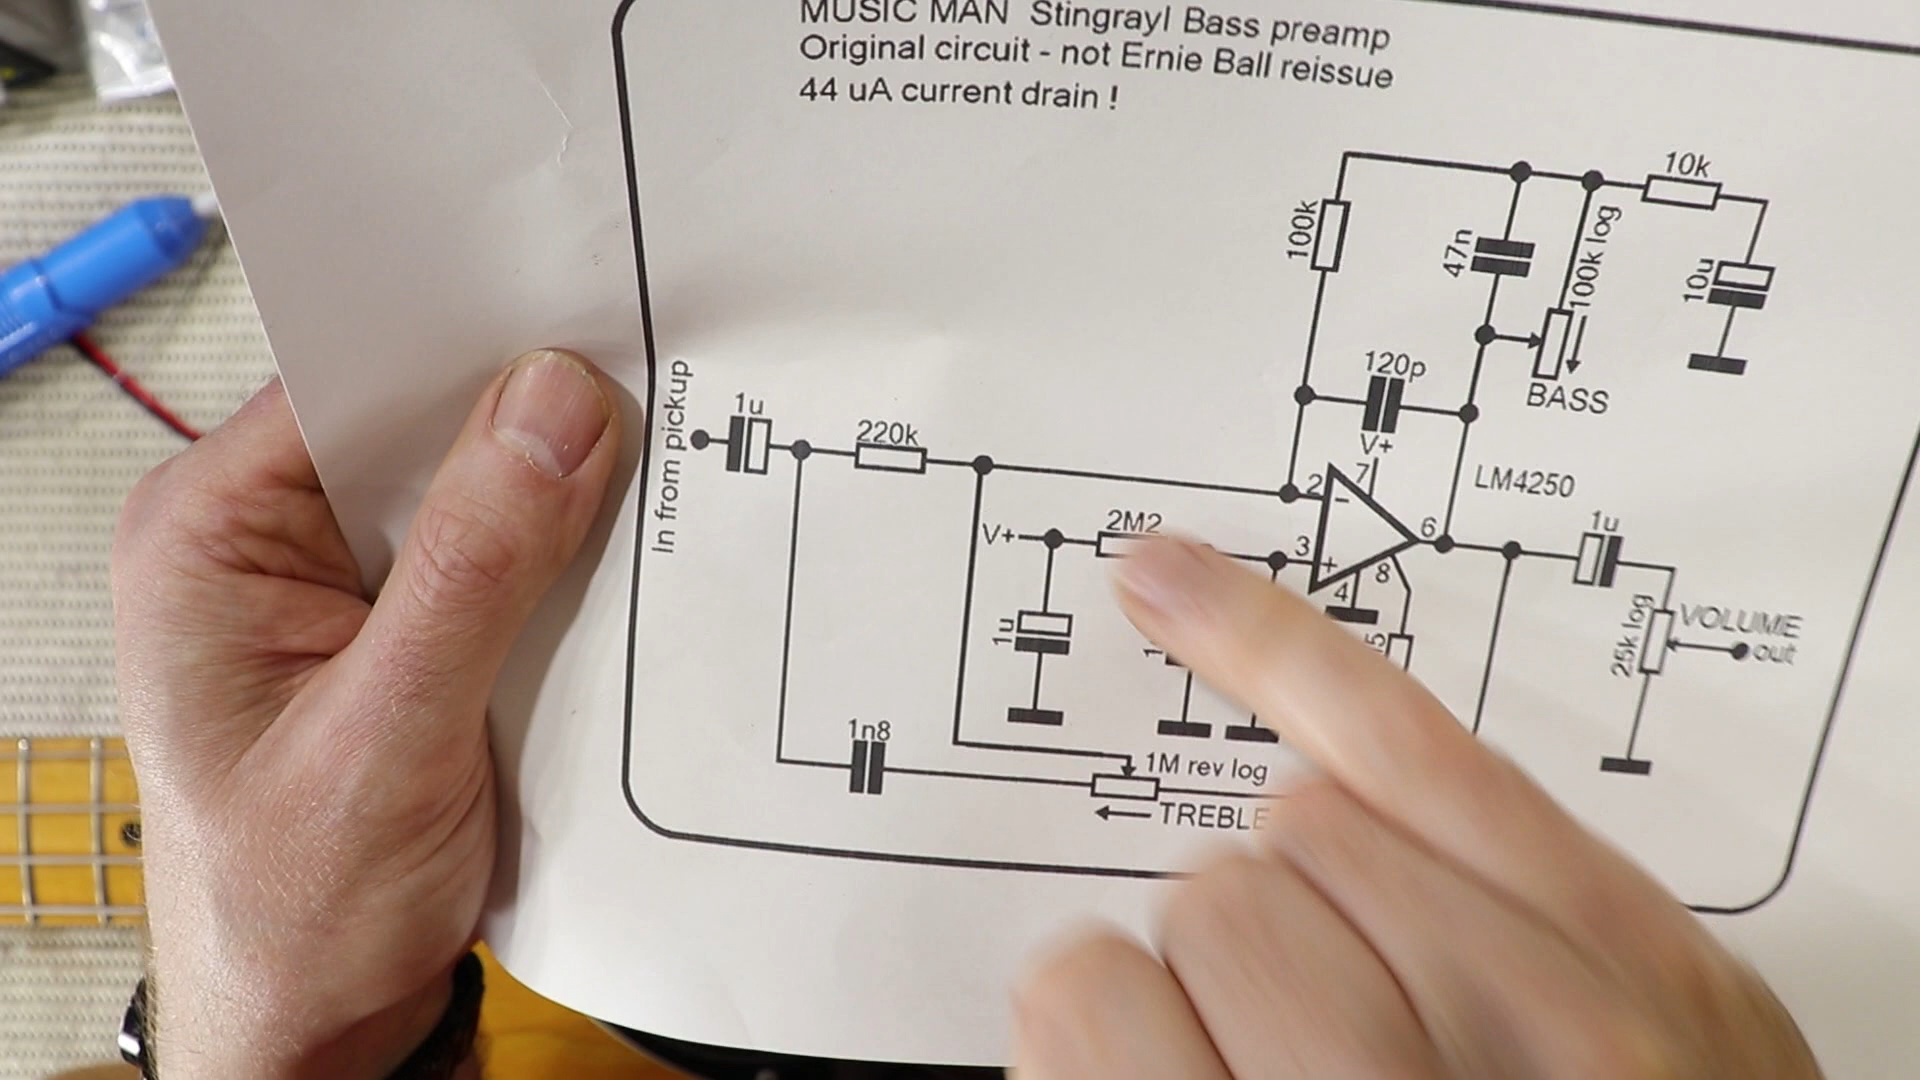 MUSIC MAN Stingrayl Bass preamp
Original circuit - not Ernie Ball reissue
44 uA current drain !
10k
100k
47n
100k log
10u
120p
BASS
In from pickup
1u
220k
V+
7
2
LM4250
V+
2M2
3
6
1u
8
4
1u
25k log
VOLUME
out
1n8
1M rev log
TREBLE